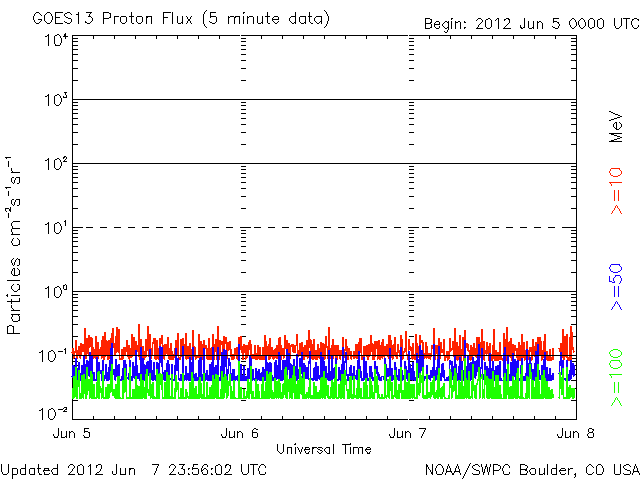 GOES13 Proton Flux (5 minute data)
Begin: 2012 Jun 5 0000 UTC
Particles cm⁻²s⁻¹sr⁻¹
10⁴
10³
10²
10¹
10⁰
10⁻¹
10⁻²
Jun 5
Jun 6
Jun 7
Jun 8
Universal Time
MeV
>=10
>=50
>=100
Updated 2012 Jun 7 23:56:02 UTC
NOAA/SWPC Boulder, CO USA